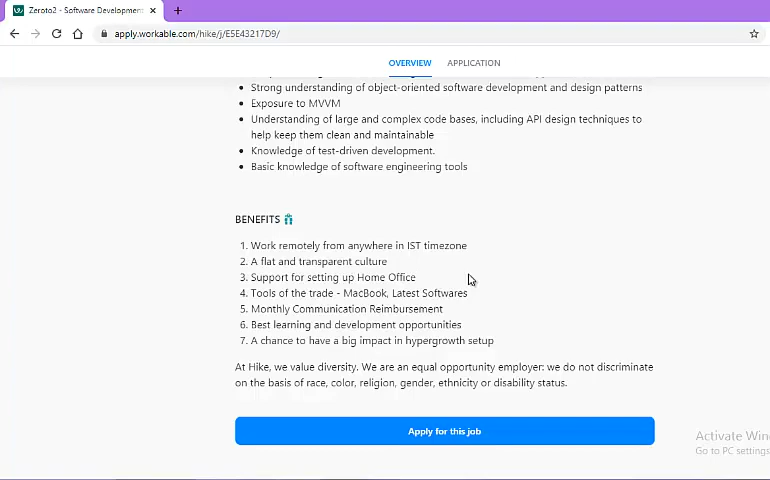 Zeroto2 - Software Development
apply.workable.com/hike/j/E5E43217D9/
OVERVIEW APPLICATION
• Strong understanding of object-oriented software development and design patterns
• Exposure to MVVM
• Understanding of large and complex code bases, including API design techniques to
help keep them clean and maintainable
• Knowledge of test-driven development.
• Basic knowledge of software engineering tools
BENEFITS
1. Work remotely from anywhere in IST timezone
2. A flat and transparent culture
3. Support for setting up Home Office
4. Tools of the trade - MacBook, Latest Softwares
5. Monthly Communication Reimbursement
6. Best learning and development opportunities
7. A chance to have a big impact in hypergrowth setup
At Hike, we value diversity. We are an equal opportunity employer: we do not discriminate
on the basis of race, color, religion, gender, ethnicity or disability status.
Apply for this job
Activate Win
Go to PC settings